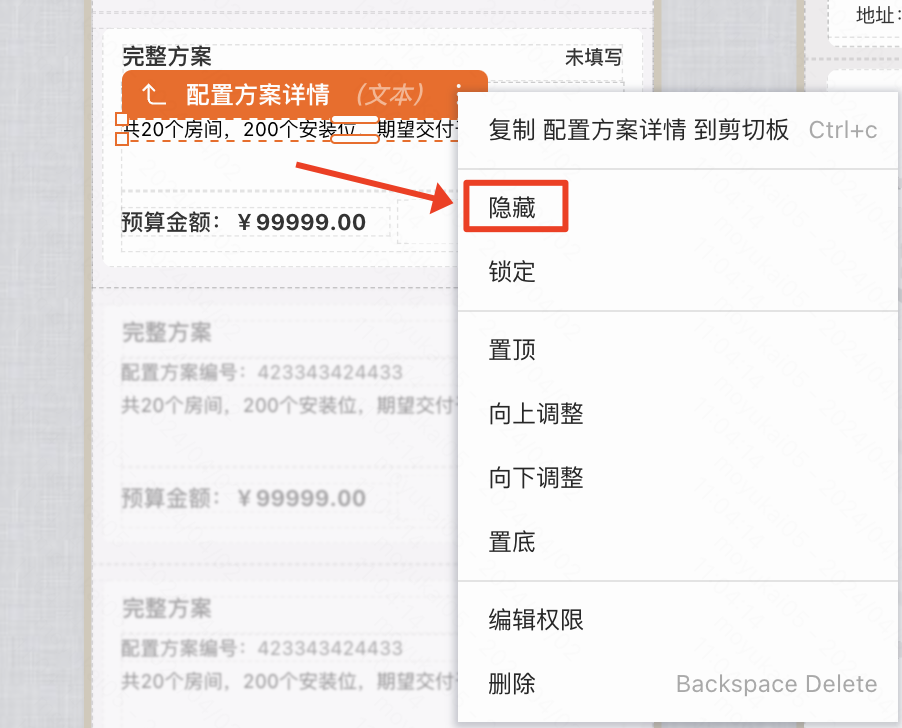 地址：
完整方案
未填写
配置方案详情 （文本）
共20个房间，200个安装位，期望交付
复制 配置方案详情 到剪切板 Ctrl+c
隐藏
预算金额：￥99999.00
锁定
完整方案
置顶
配置方案编号：423343424433
共20个房间，200个安装位，期望交付
向上调整
向下调整
预算金额：￥99999.00
置底
完整方案
编辑权限
配置方案编号：423343424433
共20个房间，200个安装位，期望交付
删除 Backspace Delete